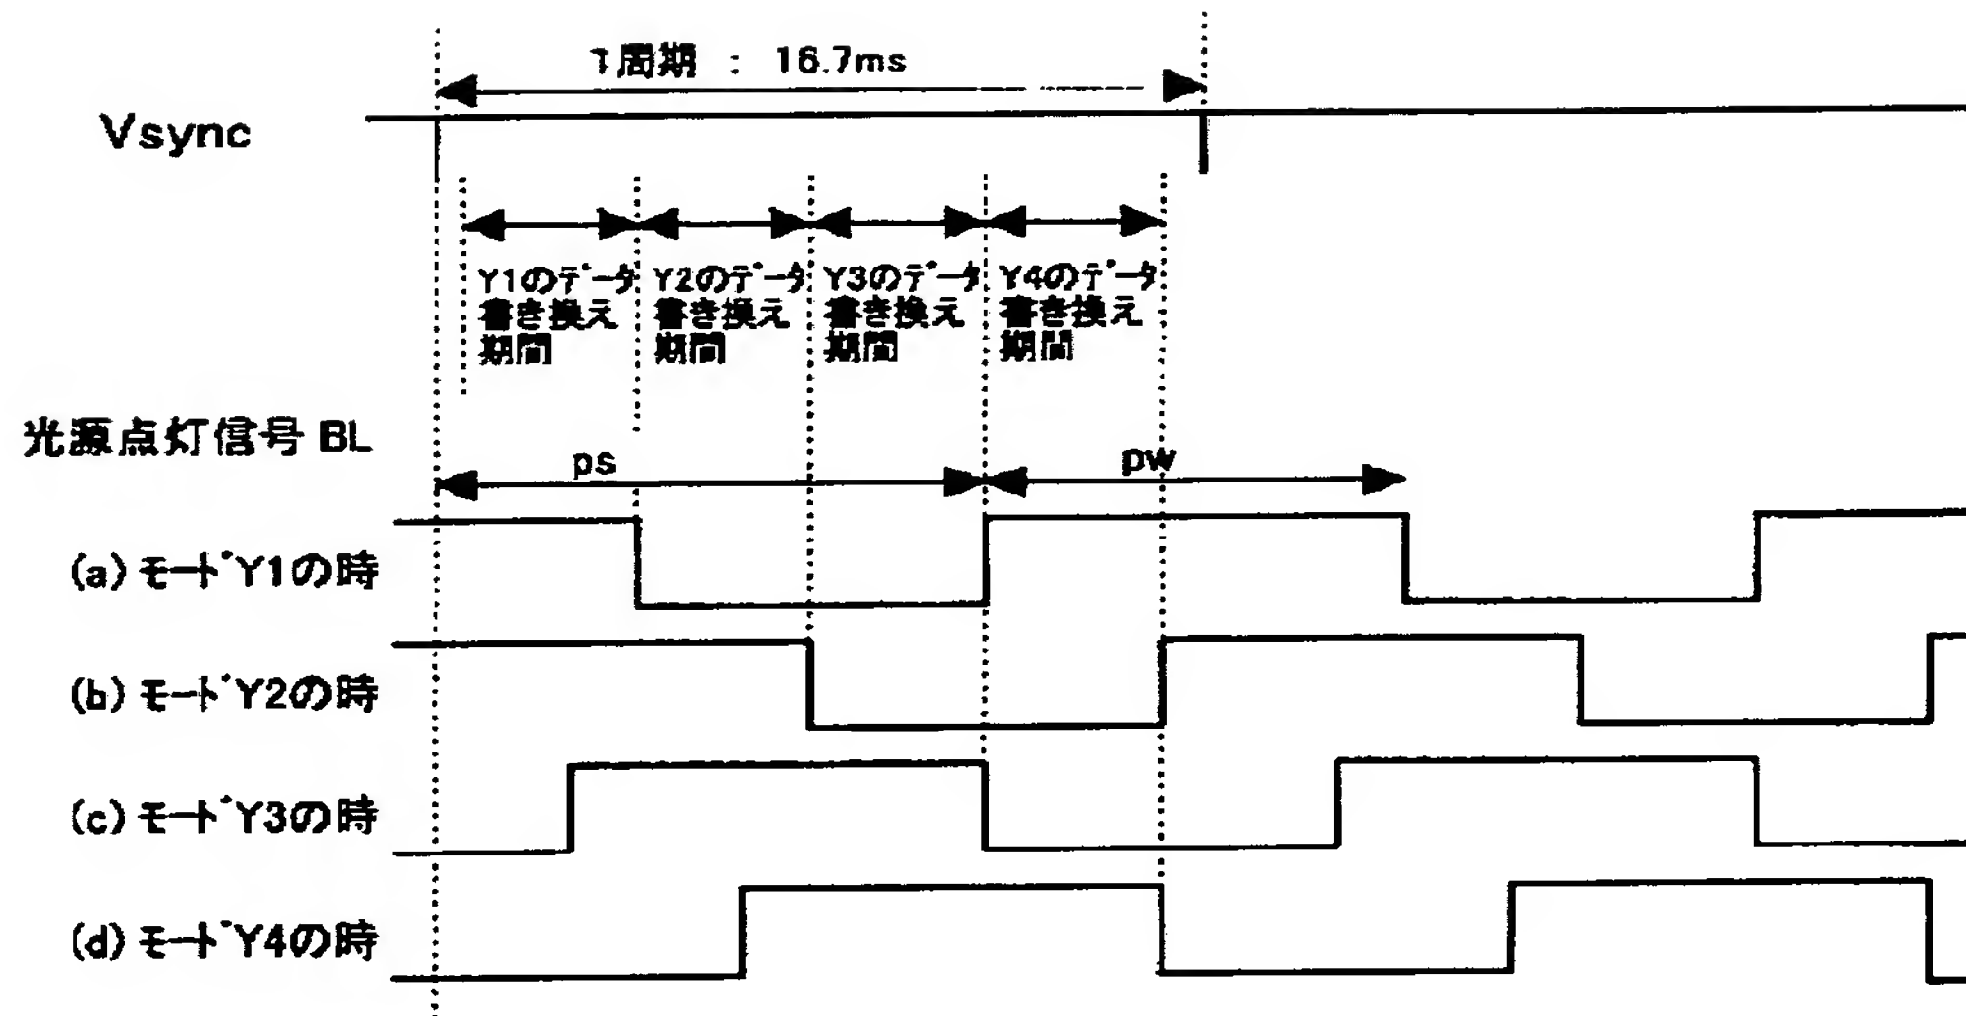 1周期 : 16.7ms
Vsync
Y1のデータ
書き換え
期間
Y2のデータ
書き換え
期間
Y3のデータ
書き換え
期間
Y4のデータ
書き換え
期間
光源点灯信号 BL
ps
pw
(a) モードY1の時
(b) モードY2の時
(c) モードY3の時
(d) モードY4の時